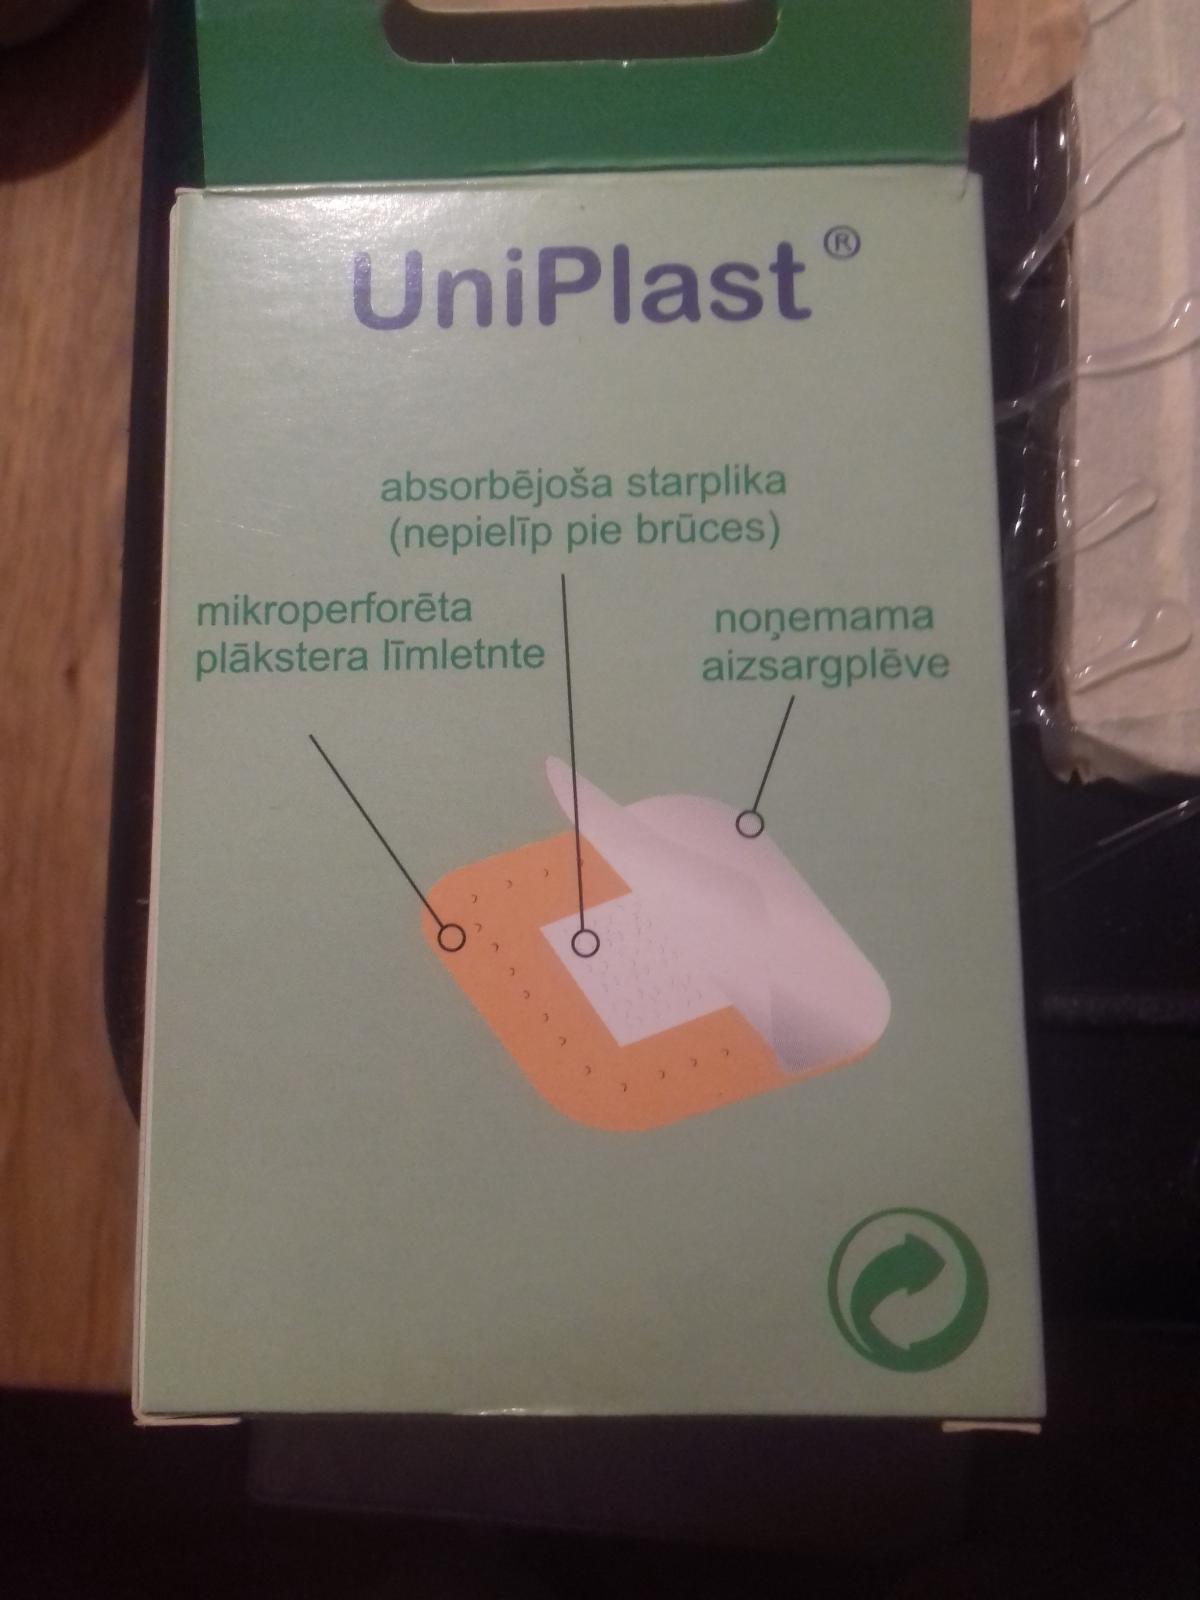 UniPlast®
absorbējoša starplika
(nepielīp pie brūces)
mikroperforēta
plākstera līmletnte
noņemama
aizsargplēve